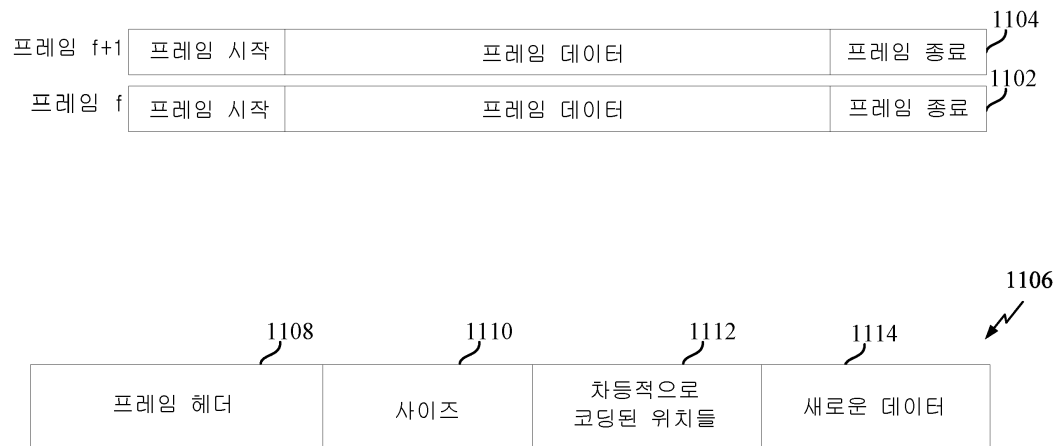 1104
프레임 f+1 프레임 시작 프레임 데이터 프레임 종료
1102
프레임 f 프레임 시작 프레임 데이터 프레임 종료
1106
1108 1110 1112 1114
프레임 헤더 사이즈 차등적으로 새로운 데이터
코딩된 위치들